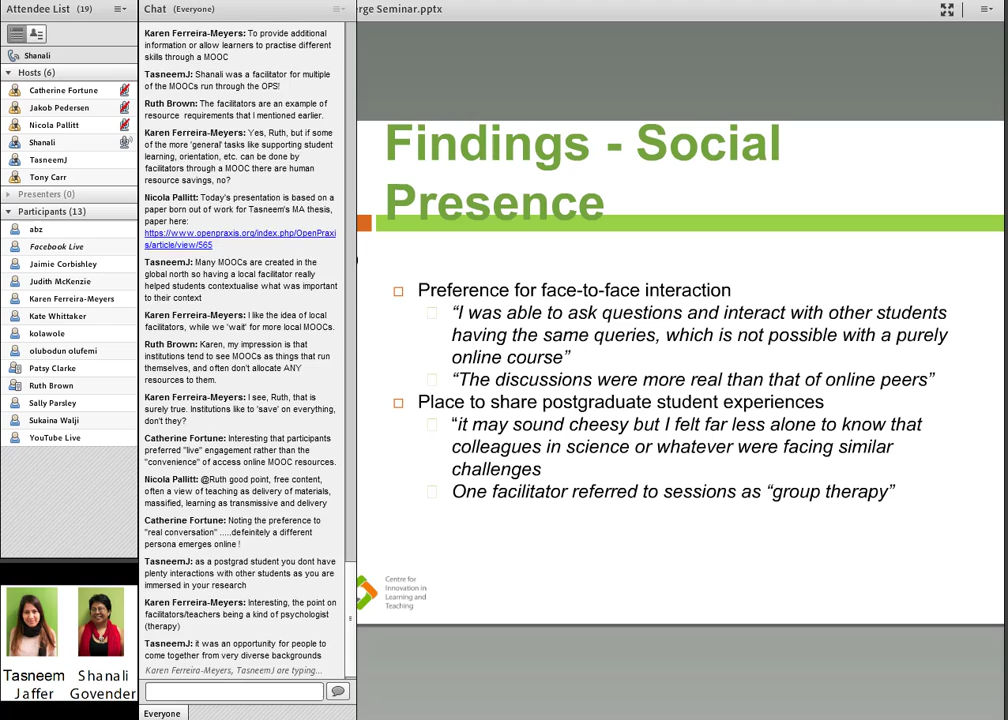 Attendee List (19)
Shanali
Hosts (6)
Catherine Fortune
Jakob Pedersen
Nicola Pallitt
Shanali
TasneemJ
Tony Carr
Presenters (0)
Participants (13)
abz
Facebook Live
Jaimie Corbishley
Judith McKenzie
Karen Ferreira-Meyers
Kate Whittaker
kolawole
olubodun olufemi
Patsy Clarke
Ruth Brown
Sally Parsley
Sukaina Walji
YouTube Live
Tasneem
Jaffer
Shanali
Govender
Chat (Everyone)
Karen Ferreira-Meyers: To provide additional
information or allow learners to practise different
skills through a MOOC
TasneemJ: Shanali was a facilitator for multiple
of the MOOCs run through the OPS!
Ruth Brown: The facilitators are an example of
resource requirements that I mentioned earlier.
Karen Ferreira-Meyers: Yes, Ruth, but if some
of the more 'general' tasks like supporting student
learning, orientation, etc. can be done by
facilitators through a MOOC there are human
resource savings, no?
Nicola Pallitt: Today's presentation is based on a
paper born out of work for Tasneem's MA thesis,
paper here:
https://www.openpraxis.org/index.php/OpenPraxi
s/article/view/565
TasneemJ: Many MOOCs are created in the
global north so having a local facilitator really
helped students contextualise what was important
to their context
Karen Ferreira-Meyers: I like the idea of local
facilitators, while we 'wait' for more local MOOCs.
Ruth Brown: Karen, my impression is that
institutions tend to see MOOCs as things that run
themselves, and often don't allocate ANY
resources to them.
Karen Ferreira-Meyers: I see, Ruth, that is
surely true. Institutions like to 'save' on everything,
don't they?
Catherine Fortune: Interesting that participants
preferred "live" engagement rather than the
"convenience" of access online MOOC resources.
Nicola Pallitt: @Ruth good point, free content,
often a view of teaching as delivery of materials,
massified, learning as transmissive and delivery
Catherine Fortune: Noting the preference to
"real conversation" .....defeinitely a different
persona emerges online !
TasneemJ: as a postgrad student you dont have
plenty interactions with other students as you are
immersed in your research
Karen Ferreira-Meyers: Interesting, the point on
facilitators/teachers being a kind of psychologist
(therapy)
TasneemJ: it was an opportunity for people to
come together from very diverse backgrounds
Karen Ferreira-Meyers, TasneemJ are typing...
Everyone
erge Seminar.pptx
Findings - Social
Presence
Preference for face-to-face interaction
“I was able to ask questions and interact with other students
having the same queries, which is not possible with a purely
online course”
“The discussions were more real than that of online peers”
Place to share postgraduate student experiences
“it may sound cheesy but I felt far less alone to know that
colleagues in science or whatever were facing similar
challenges
One facilitator referred to sessions as “group therapy”
Centre for
Innovation in
Learning and
Teaching